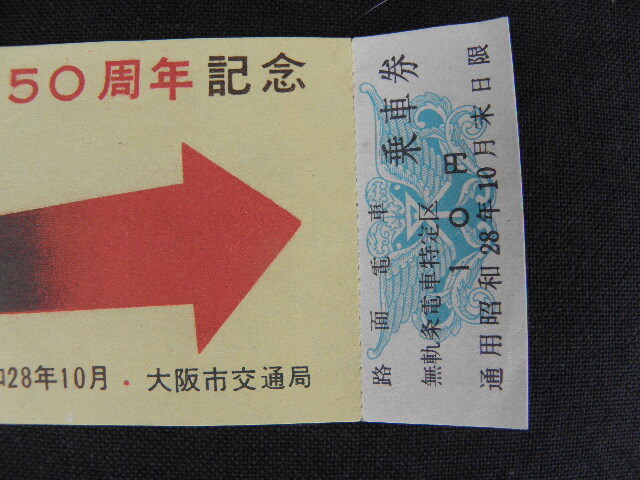 50周年記念
28年10月・大阪市交通局
乗車券
路面電車
無軌条電車特定区
10円
通用昭和28年10月末日限